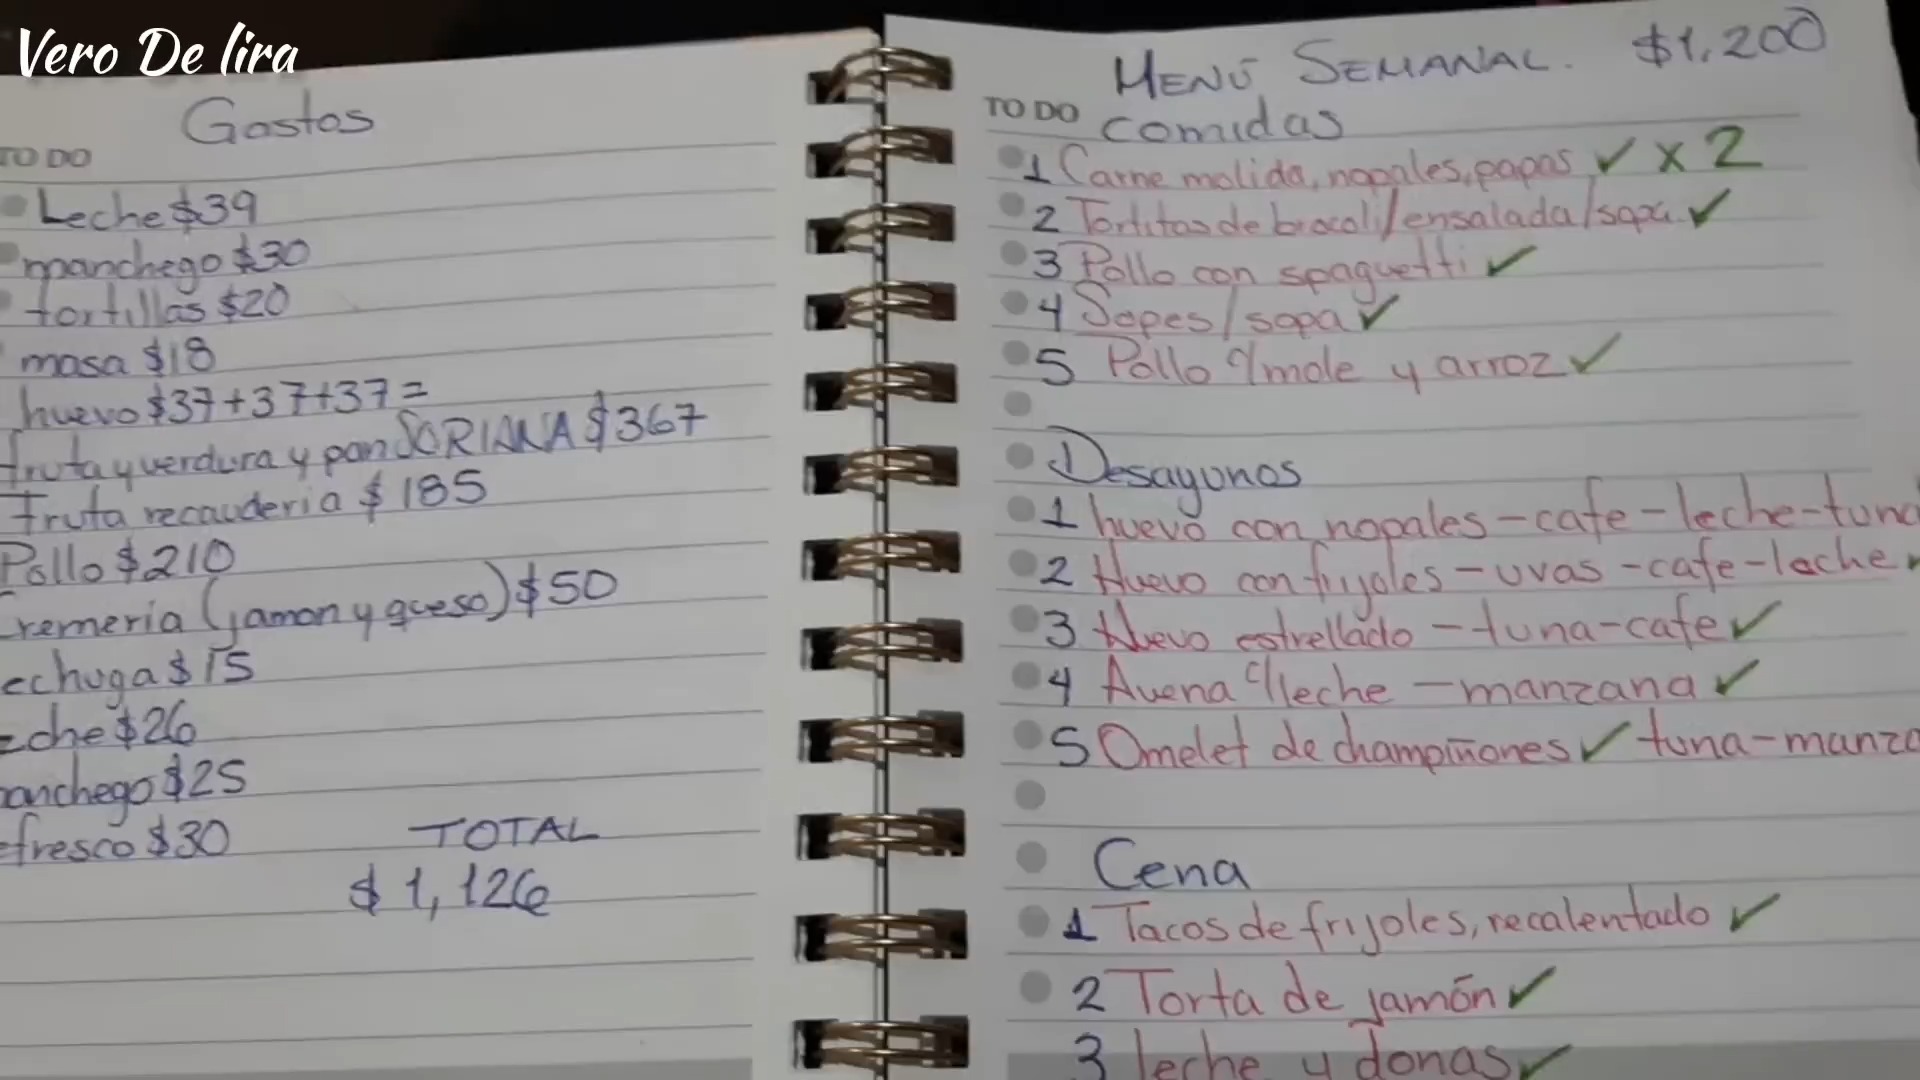 Vero De lira
Gastos
TO DO
Leche $39
manchego $30
tortillas $20
masa $18
huevo $37+37+37=
fruta y verdura y pan SORIANA $367
fruta recauderia $185
Pollo $210
remeria (jamon y queso) $50
echuga $15
eche $26
anchego $25
efresco $30
TOTAL
$1,126
MENÚ SEMANAL. $1,200
TO DO
comidas
1 Carne molida, nopales, papas ✓ x 2
2 Tortitas de brocoli/ensalada/sopa ✓
3 Pollo con spaguetti ✓
4 Sopes/sopa ✓
5 Pollo c/mole y arroz ✓
Desayunos
1 huevo con nopales-cafe-leche-tuna
2 Huevo con frijoles-uvas-cafe-leche
3 Huevo estrellado-tuna-cafe ✓
4 Avena c/leche-manzana ✓
5 Omelet de champiñones ✓ tuna-manza
Cena
1 Tacos de frijoles, recalentado ✓
2 Torta de jamón ✓
3 leche y donas ✓